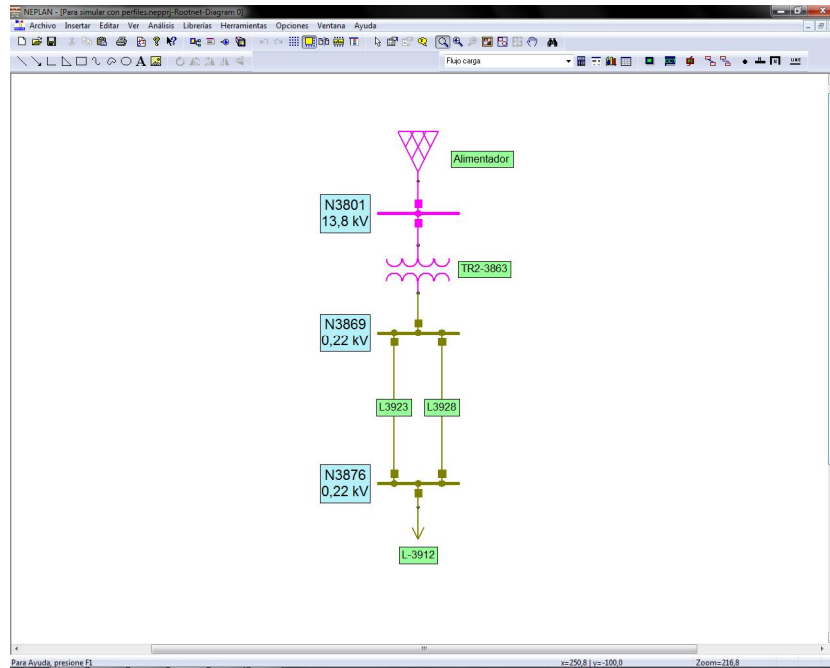 NEPLAN - [Para simular con perfiles.nepprj-Rootnet-Diagram 0]
Archivo Insertar Editar Ver Análisis Librerías Herramientas Opciones Ventana Ayuda
Flujo carga
Alimentador
N3801
13,8 kV
TR2-3863
N3869
0,22 kV
L3923 L3928
N3876
0,22 kV
L-3912
Para Ayuda, presione F1 x=250,8 | y=-100,0 Zoom=216,8